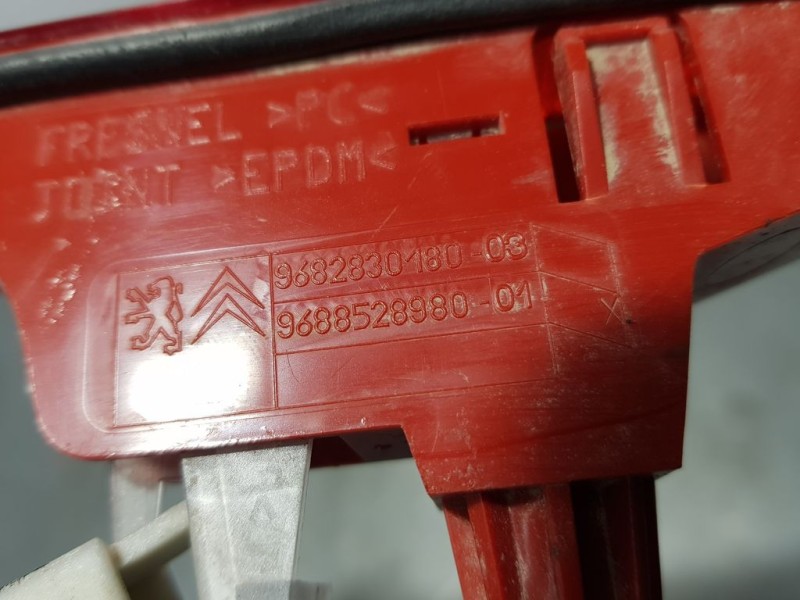 FRESNEL >PC<
JOINT >EPDM<
9682830180-03
9688528980-01
X